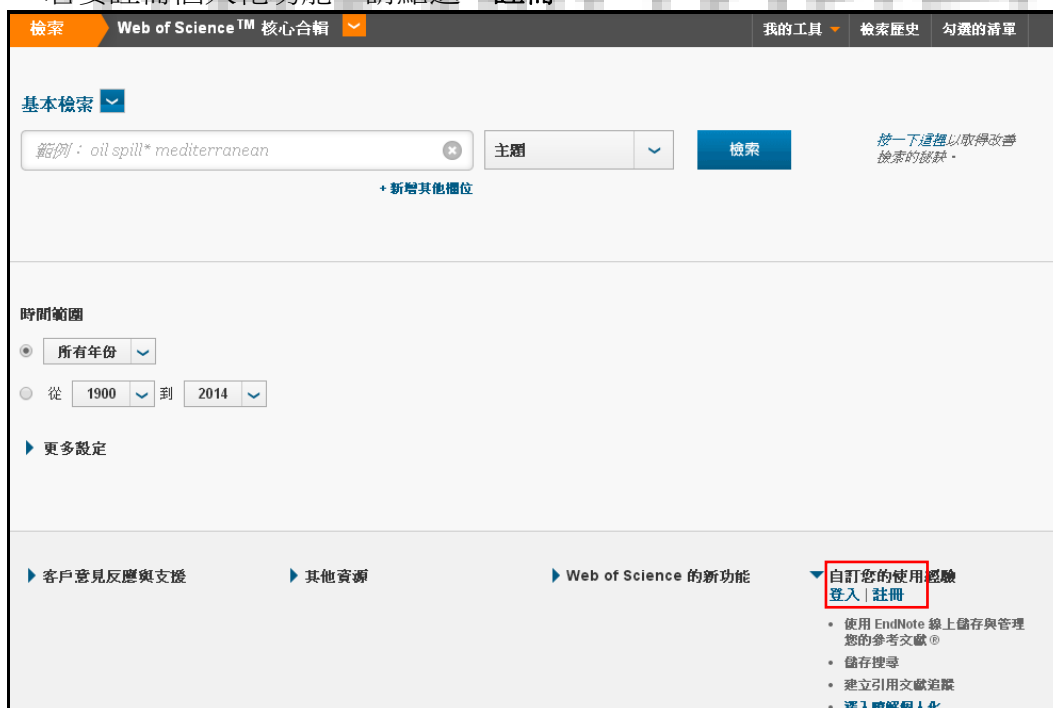 檢索 Web of Science™ 核心合輯 我的工具 檢索歷史 勾選的清單
基本檢索
範例：oil spill* mediterranean 主題 檢索 按一下這裡以取得改善
檢索的祕訣。
+ 新增其他欄位
時間範圍
所有年份
從 1900 到 2014
更多設定
客戶意見反應與支援 其他資源 Web of Science 的新功能 自訂您的使用經驗
登入 | 註冊
• 使用 EndNote 線上儲存與管理
您的參考文獻 ®
• 儲存搜尋
• 建立引用文獻追蹤